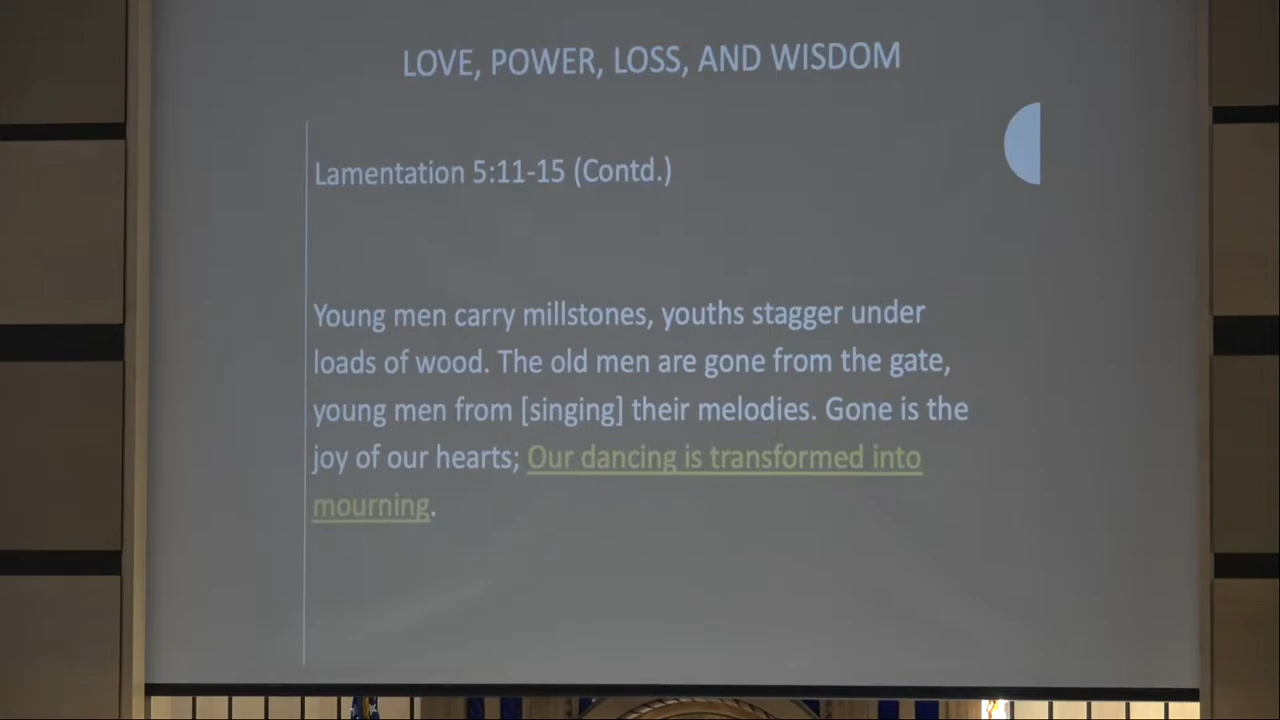 LOVE, POWER, LOSS, AND WISDOM
Lamentation 5:11-15 (Contd.)
Young men carry millstones, youths stagger under
loads of wood. The old men are gone from the gate,
young men from [singing] their melodies. Gone is the
joy of our hearts; Our dancing is transformed into
mourning.